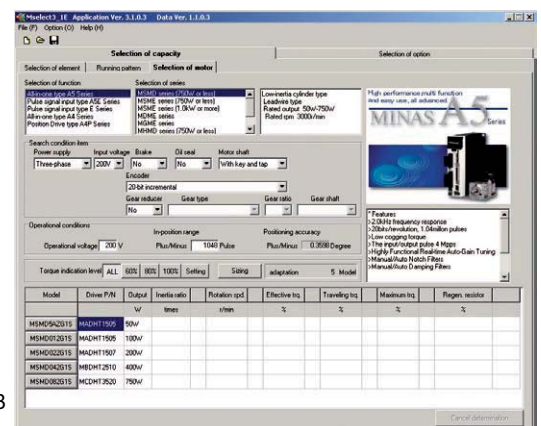 Mselect3_1E Application Ver. 3.1.0.3 Data Ver. 1.1.0.3
File (F) Option (O) Help (H)
Selection of capacity
Selection of option
Selection of element
Running pattern
Selection of motor
Selection of function
Selection of series
All-in-one type A5 Series
Pulse signal input type A5E Series
Pulse signal input type E Series
All-in-one type A4 Series
Position Drive type A4P Series
MSMD series (750W or less)
MSME series (750W or less)
MSME series (1.0kW or more)
MDME series
MGME series
MHMD series (750W or less)
Low-inertia cylinder type
Leadwire type
Rated output 50W-750W
Rated rpm 3000r/min
High performance multi function
And easy use, all advanced
MINAS A5 Series
Search condition item
Power supply
Input voltage
Brake
Oil seal
Motor shaft
Three-phase
200V
No
No
With key and tap
Encoder
20-bit incremental
Gear reducer
Gear type
Gear ratio
Gear shaft
No
Operational conditions
In-position range
Positioning accuracy
Operational voltage 200 V
Plus/Minus 1048 Pulse
Plus/Minus 0.3598 Degree
* Features
>2.0kHz frequency response
>20bits/revolution, 1.04millon pulses
>Low cogging torque
>The input/output pulse 4 Mpps
>Highly Functional Real-time Auto-Gain Tuning
>Manual/Auto Notch Filters
>Manual/Auto Damping Filters
Torque indication level ALL 60% 80% 100% Setting Sizing adaptation 5 Model
Model Driver P/N Output Inertia ratio Rotation spd. Effective trq. Traveling trq. Maximum trq. Regen. resistor
W times r/min % % % %
MSMD5AZG1S MADHT1505 50W
MSMD012G1S MADHT1505 100W
MSMD022G1S MADHT1507 200W
MSMD042G1S MBDHT2510 400W
MSMD082G1S MCDHT3520 750W
Cancel determination